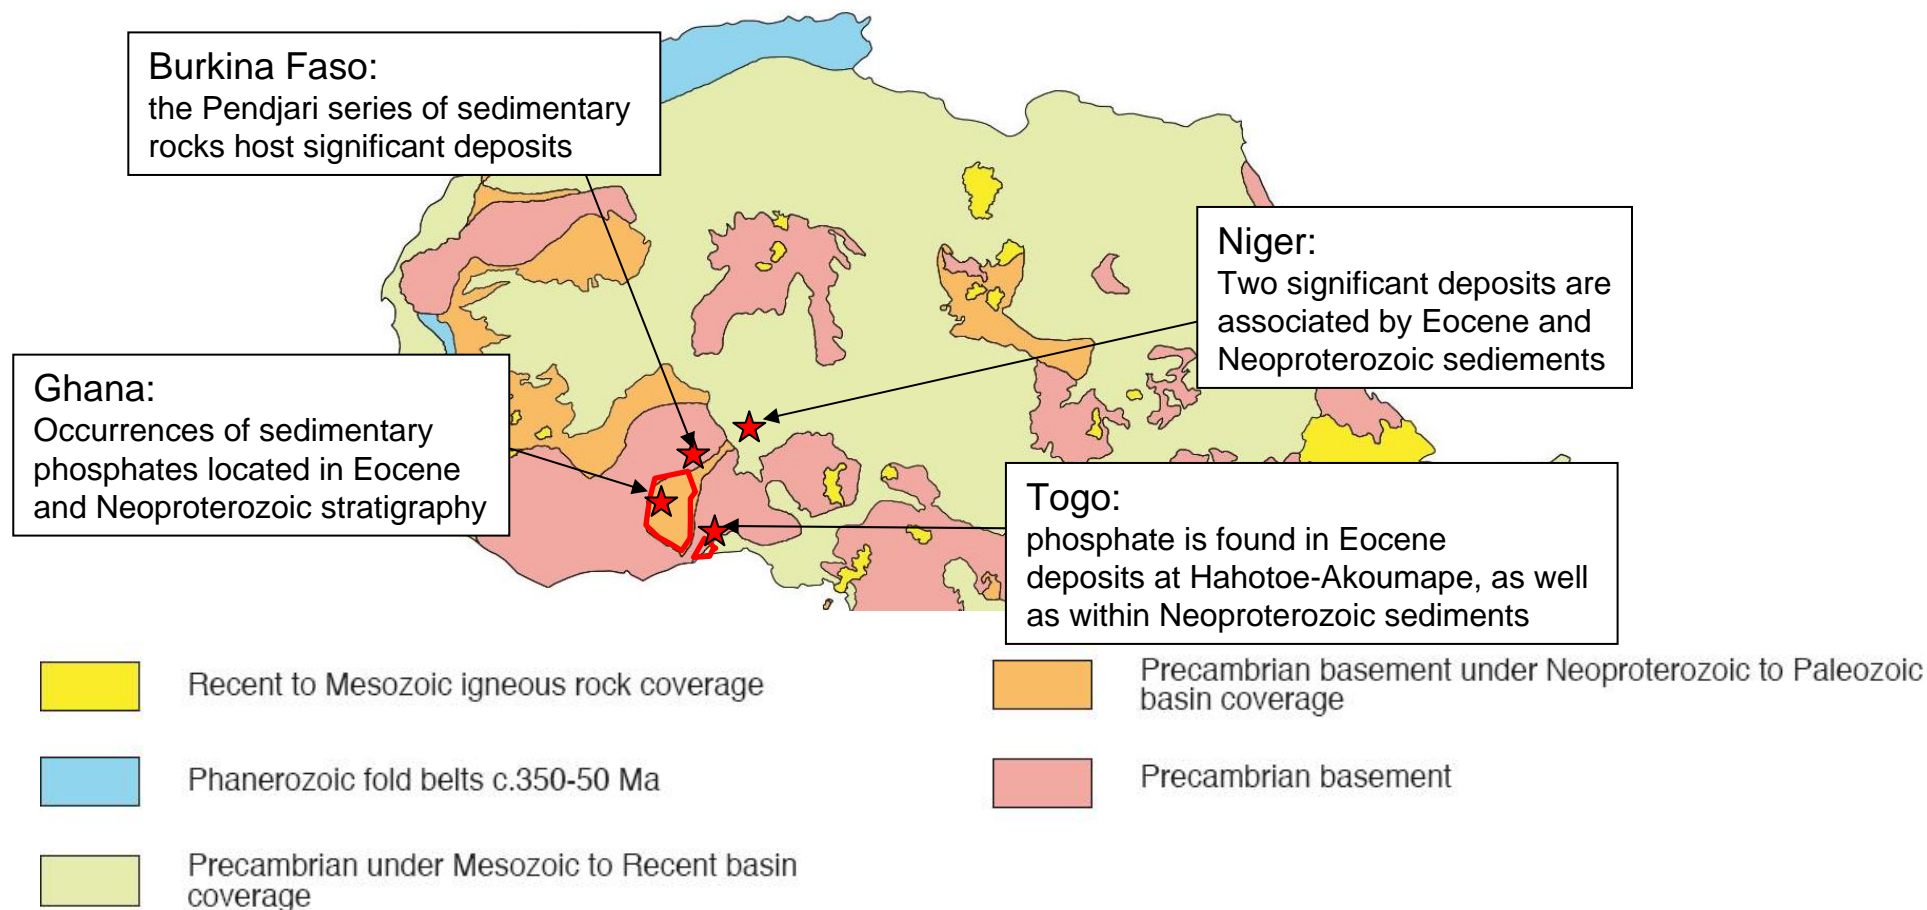 Burkina Faso:
the Pendjari series of sedimentary
rocks host significant deposits
Niger:
Two significant deposits are
associated by Eocene and
Neoproterozoic sediements
Ghana:
Occurrences of sedimentary
phosphates located in Eocene
and Neoproterozoic stratigraphy
Togo:
phosphate is found in Eocene
deposits at Hahotoe-Akoumape, as well
as within Neoproterozoic sediments
Recent to Mesozoic igneous rock coverage
Phanerozoic fold belts c.350-50 Ma
Precambrian under Mesozoic to Recent basin
coverage
Precambrian basement under Neoproterozoic to Paleozoic
basin coverage
Precambrian basement